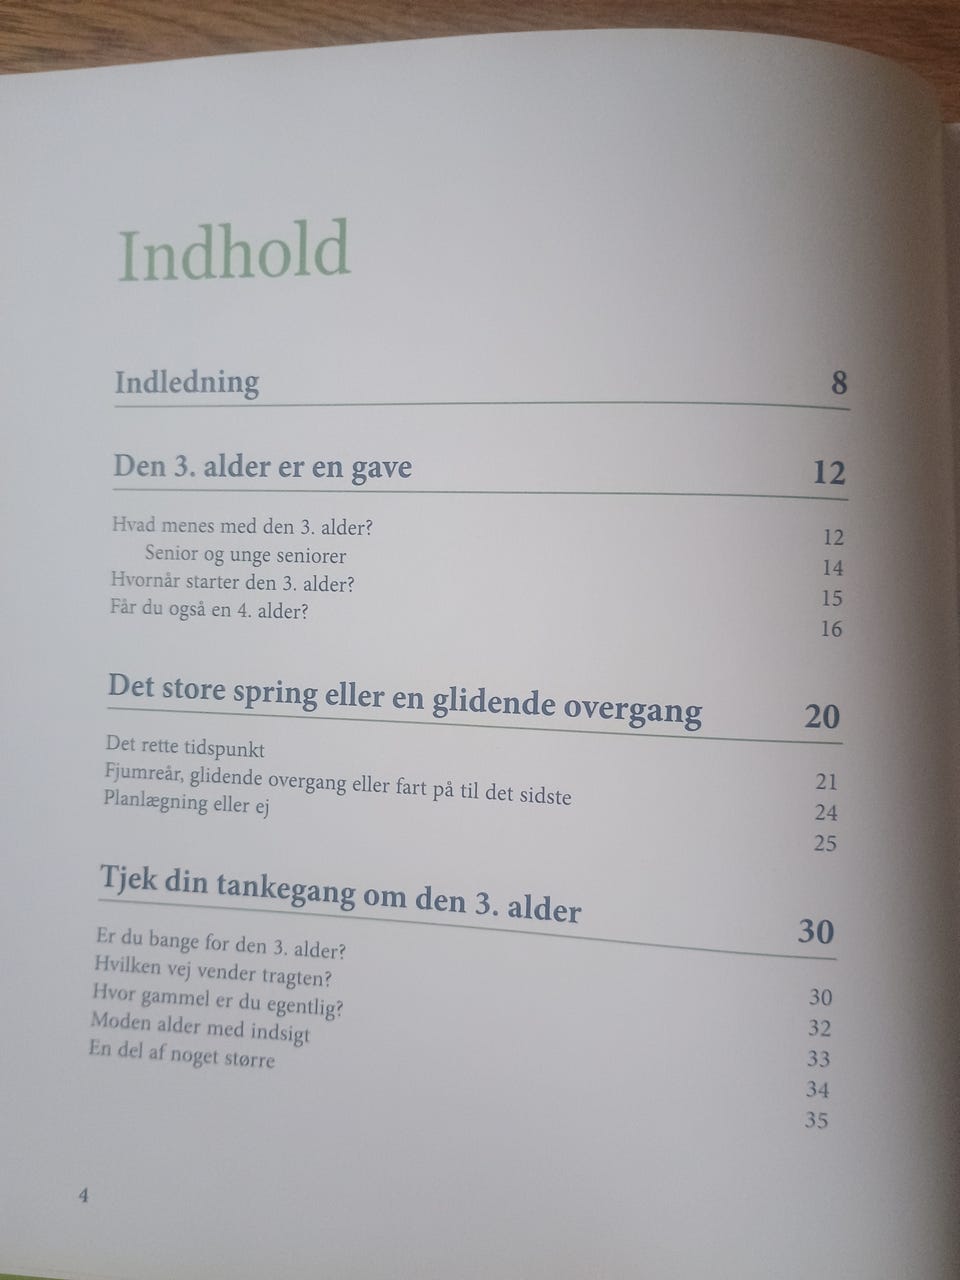 Indhold
Indledning 8
Den 3. alder er en gave 12
Hvad menes med den 3. alder? 12
Senior og unge seniorer 14
Hvornår starter den 3. alder? 15
Får du også en 4. alder? 16
Det store spring eller en glidende overgang 20
Det rette tidspunkt 21
Fjumreår, glidende overgang eller fart på til det sidste 24
Planlægning eller ej 25
Tjek din tankegang om den 3. alder 30
Er du bange for den 3. alder? 30
Hvilken vej vender tragten? 32
Hvor gammel er du egentlig? 33
Moden alder med indsigt 34
En del af noget større 35
4